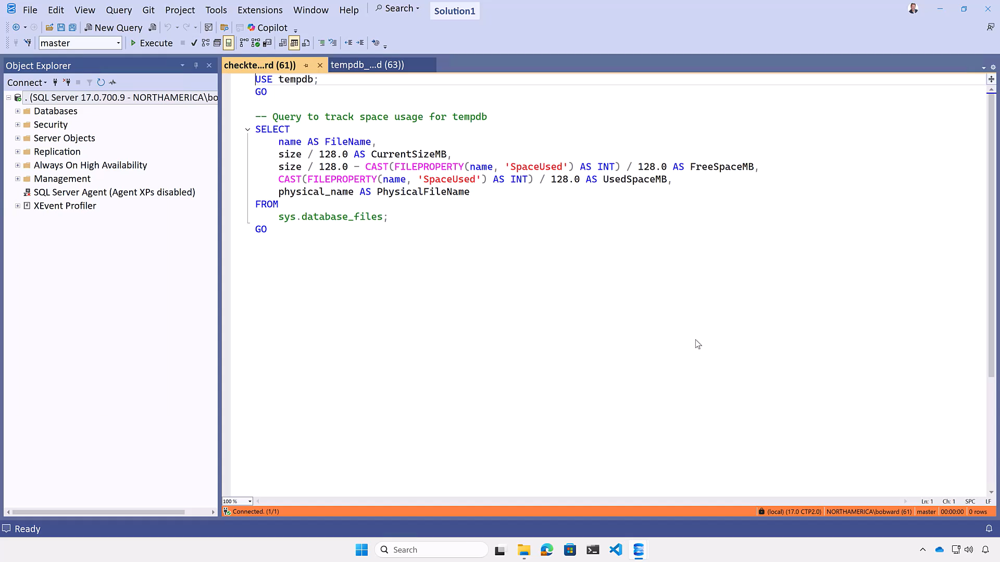 File Edit View Query Git Project Tools Extensions Window Help Search Solution1
New Query Copilot
master Execute
Object Explorer
Connect
. (SQL Server 17.0.700.9 - NORTHAMERICA\bo
Databases
Security
Server Objects
Replication
Always On High Availability
Management
SQL Server Agent (Agent XPs disabled)
XEvent Profiler
checkte...rd (61)) tempdb_...d (63))
USE tempdb;
GO
-- Query to track space usage for tempdb
SELECT
name AS FileName,
size / 128.0 AS CurrentSizeMB,
size / 128.0 - CAST(FILEPROPERTY(name, 'SpaceUsed') AS INT) / 128.0 AS FreeSpaceMB,
CAST(FILEPROPERTY(name, 'SpaceUsed') AS INT) / 128.0 AS UsedSpaceMB,
physical_name AS PhysicalFileName
FROM
sys.database_files;
GO
100 % Ln: 1 Ch: 1 SPC LF
Connected. (1/1) (local) (17.0 CTP2.0) NORTHAMERICA\bobward (61) master 00:00:00 0 rows
Ready
Search